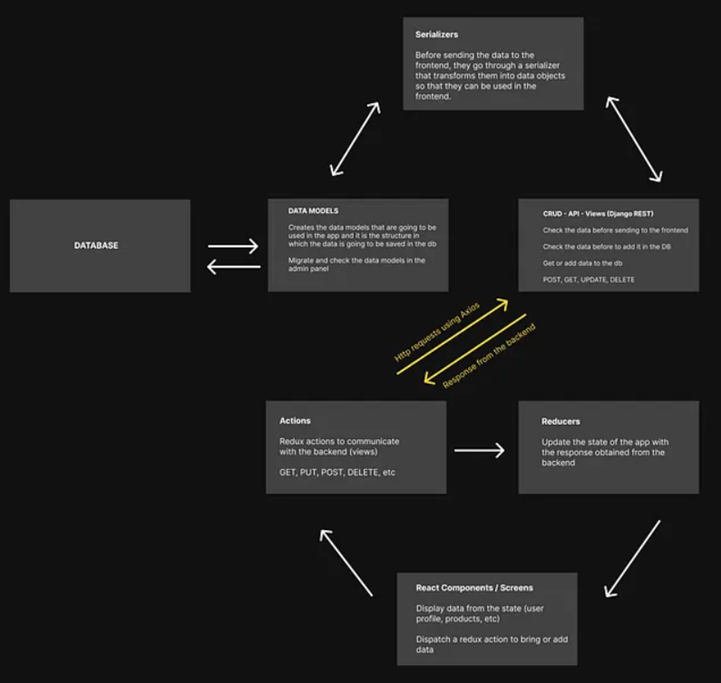 Serializers
Before sending the data to the
frontend, they go through a serializer
that transforms them into data objects
so that they can be used in the
frontend.
DATABASE
DATA MODELS
Creates the data models that are going to be
used in the app and it is the structure in
which the data is going to be saved in the db
Migrate and check the data models in the
admin panel
CRUD - API - Views (Django REST)
Check the data before sending to the frontend
Check the data before to add it in the DB
Get or add data to the db
POST, GET, UPDATE, DELETE
Http requests using Axios
Response from the backend
Actions
Redux actions to communicate
with the backend (views)
GET, PUT, POST, DELETE, etc
Reducers
Update the state of the app with
the response obtained from the
backend
React Components / Screens
Display data from the state (user
profile, products, etc)
Dispatch a redux action to bring or add
data